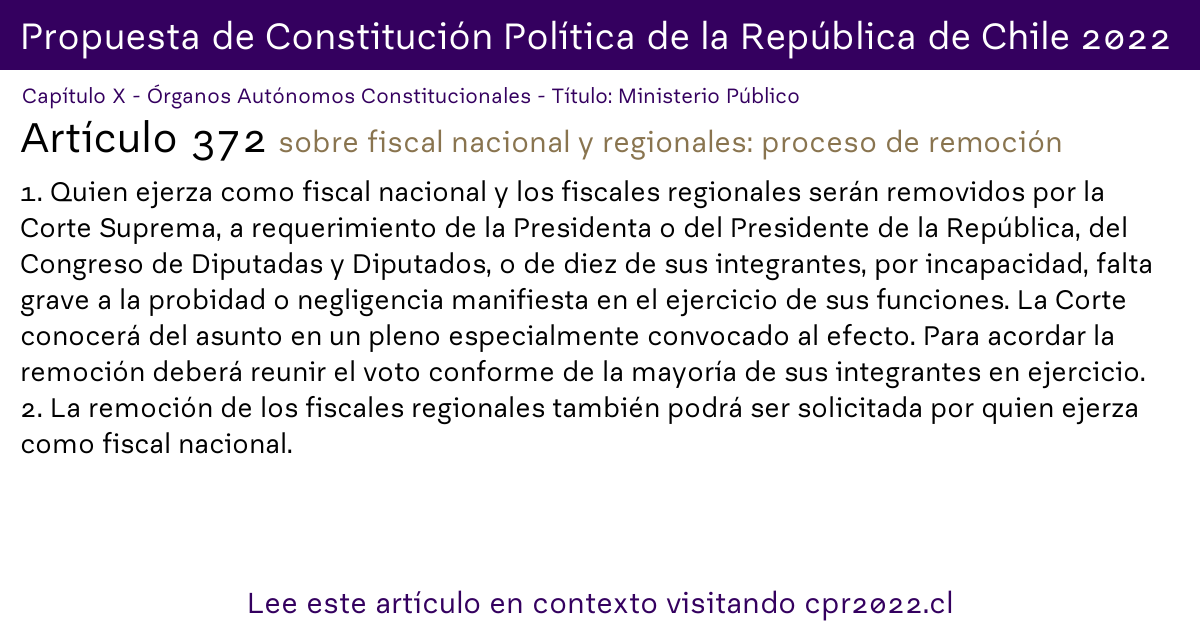 Propuesta de Constitución Política de la República de Chile 2022
Capítulo X - Órganos Autónomos Constitucionales - Título: Ministerio Público
Artículo 372 sobre fiscal nacional y regionales: proceso de remoción
1. Quien ejerza como fiscal nacional y los fiscales regionales serán removidos por la
Corte Suprema, a requerimiento de la Presidenta o del Presidente de la República, del
Congreso de Diputadas y Diputados, o de diez de sus integrantes, por incapacidad, falta
grave a la probidad o negligencia manifiesta en el ejercicio de sus funciones. La Corte
conocerá del asunto en un pleno especialmente convocado al efecto. Para acordar la
remoción deberá reunir el voto conforme de la mayoría de sus integrantes en ejercicio.
2. La remoción de los fiscales regionales también podrá ser solicitada por quien ejerza
como fiscal nacional.
Lee este artículo en contexto visitando cpr2022.cl